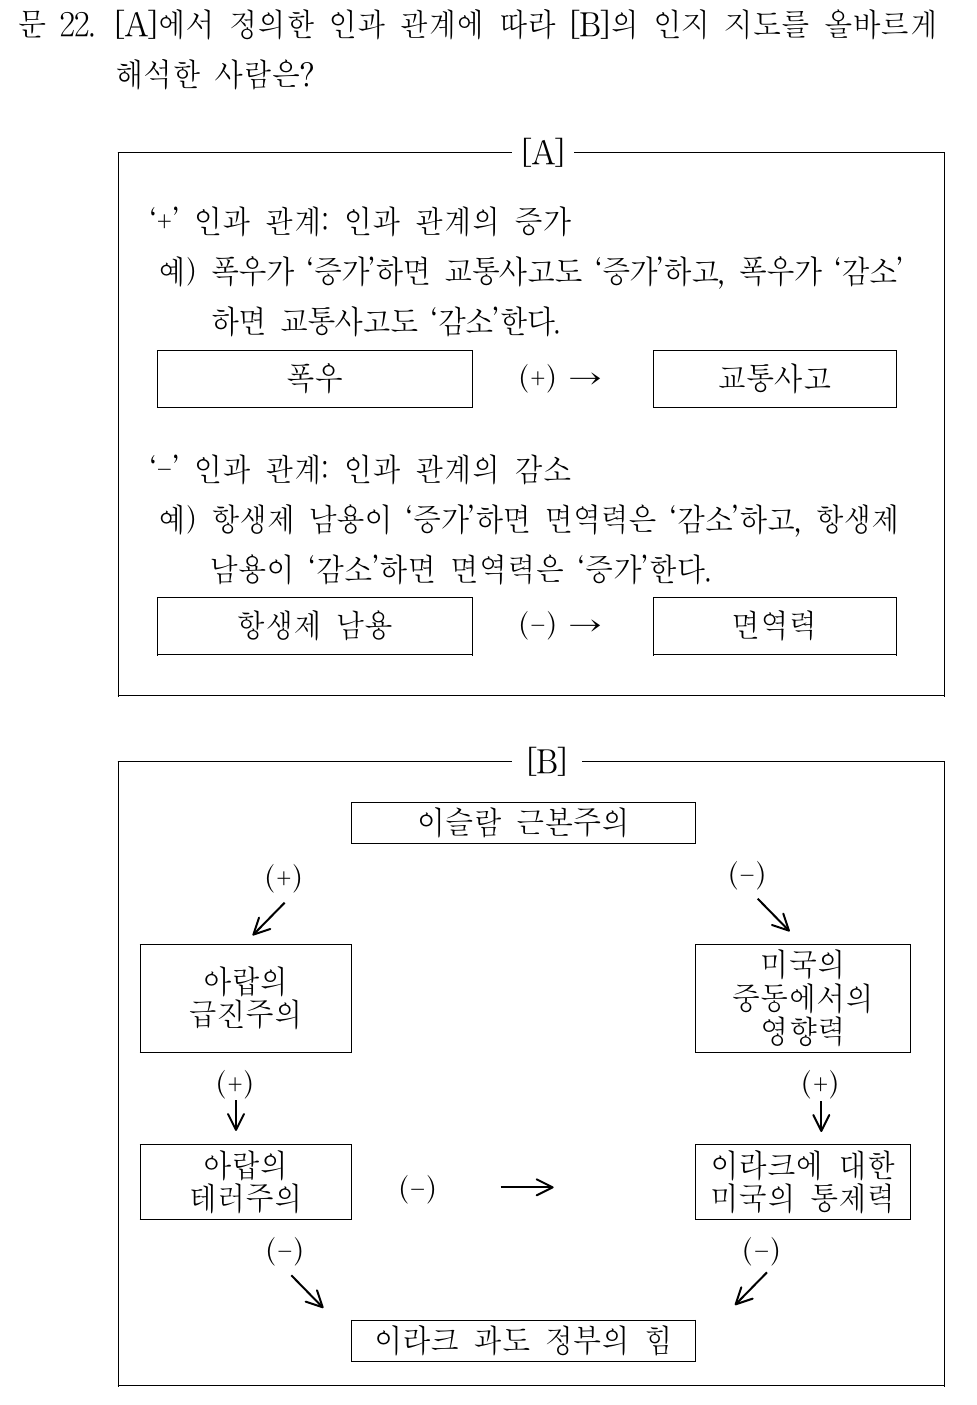 문 22. [A]에서 정의한 인과 관계에 따라 [B]의 인지 지도를 올바르게
해석한 사람은?
[A]
‘+’ 인과 관계: 인과 관계의 증가
예) 폭우가 ‘증가’하면 교통사고도 ‘증가’하고, 폭우가 ‘감소’
하면 교통사고도 ‘감소’한다.
폭우 (+) → 교통사고
‘-’ 인과 관계: 인과 관계의 감소
예) 항생제 남용이 ‘증가’하면 면역력은 ‘감소’하고, 항생제
남용이 ‘감소’하면 면역력은 ‘증가’한다.
항생제 남용 (-) → 면역력
[B]
이슬람 근본주의
(+) (-)
아랍의
급진주의
미국의
중동에서의
영향력
(+) (+)
아랍의
테러주의
(-)
이라크에 대한
미국의 통제력
(-) (-)
이라크 과도 정부의 힘